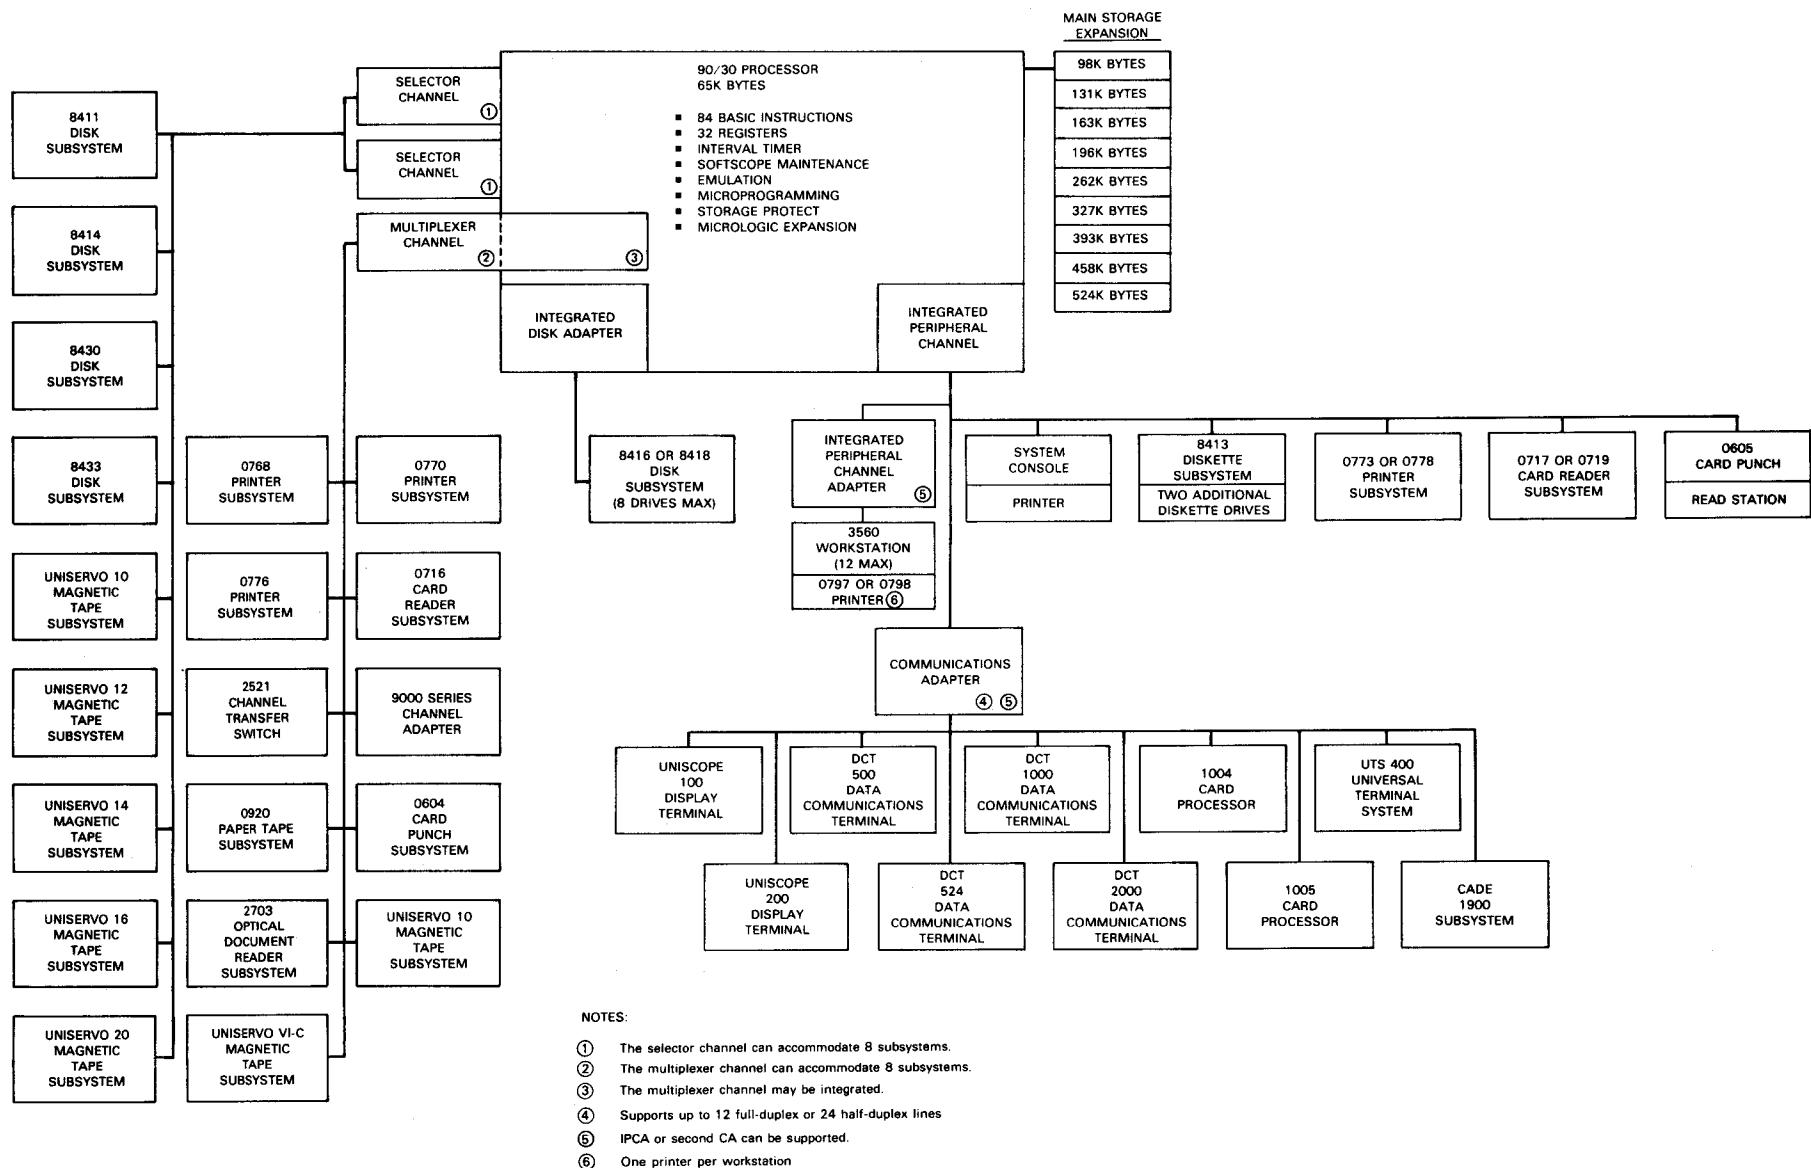 MAIN STORAGE
EXPANSION
98K BYTES
131K BYTES
163K BYTES
196K BYTES
262K BYTES
327K BYTES
393K BYTES
458K BYTES
524K BYTES
90/30 PROCESSOR
65K BYTES
■ 84 BASIC INSTRUCTIONS
■ 32 REGISTERS
■ INTERVAL TIMER
■ SOFTSCOPE MAINTENANCE
■ EMULATION
■ MICROPROGRAMMING
■ STORAGE PROTECT
■ MICROLOGIC EXPANSION
SELECTOR
CHANNEL
①
SELECTOR
CHANNEL
①
MULTIPLEXER
CHANNEL
②
③
INTEGRATED
DISK ADAPTER
INTEGRATED
PERIPHERAL
CHANNEL
8411
DISK
SUBSYSTEM
8414
DISK
SUBSYSTEM
8430
DISK
SUBSYSTEM
8433
DISK
SUBSYSTEM
UNISERVO 10
MAGNETIC
TAPE
SUBSYSTEM
UNISERVO 12
MAGNETIC
TAPE
SUBSYSTEM
UNISERVO 14
MAGNETIC
TAPE
SUBSYSTEM
UNISERVO 16
MAGNETIC
TAPE
SUBSYSTEM
UNISERVO 20
MAGNETIC
TAPE
SUBSYSTEM
0768
PRINTER
SUBSYSTEM
0770
PRINTER
SUBSYSTEM
0776
PRINTER
SUBSYSTEM
0716
CARD
READER
SUBSYSTEM
2521
CHANNEL
TRANSFER
SWITCH
9000 SERIES
CHANNEL
ADAPTER
0920
PAPER TAPE
SUBSYSTEM
0604
CARD
PUNCH
SUBSYSTEM
2703
OPTICAL
DOCUMENT
READER
SUBSYSTEM
UNISERVO 10
MAGNETIC
TAPE
SUBSYSTEM
UNISERVO VI-C
MAGNETIC
TAPE
SUBSYSTEM
8416 OR 8418
DISK
SUBSYSTEM
(8 DRIVES MAX)
INTEGRATED
PERIPHERAL
CHANNEL
ADAPTER
⑤
3560
WORKSTATION
(12 MAX)
0797 OR 0798
PRINTER ⑥
SYSTEM
CONSOLE
PRINTER
8413
DISKETTE
SUBSYSTEM
TWO ADDITIONAL
DISKETTE DRIVES
0773 OR 0778
PRINTER
SUBSYSTEM
0717 OR 0719
CARD READER
SUBSYSTEM
0605
CARD PUNCH
READ STATION
COMMUNICATIONS
ADAPTER
④ ⑤
UNISCOPE
100
DISPLAY
TERMINAL
DCT
500
DATA
COMMUNICATIONS
TERMINAL
DCT
1000
DATA
COMMUNICATIONS
TERMINAL
1004
CARD
PROCESSOR
UTS 400
UNIVERSAL
TERMINAL
SYSTEM
UNISCOPE
200
DISPLAY
TERMINAL
DCT
524
DATA
COMMUNICATIONS
TERMINAL
DCT
2000
DATA
COMMUNICATIONS
TERMINAL
1005
CARD
PROCESSOR
CADE
1900
SUBSYSTEM
NOTES:
① The selector channel can accommodate 8 subsystems.
② The multiplexer channel can accommodate 8 subsystems.
③ The multiplexer channel may be integrated.
④ Supports up to 12 full-duplex or 24 half-duplex lines
⑤ IPCA or second CA can be supported.
⑥ One printer per workstation